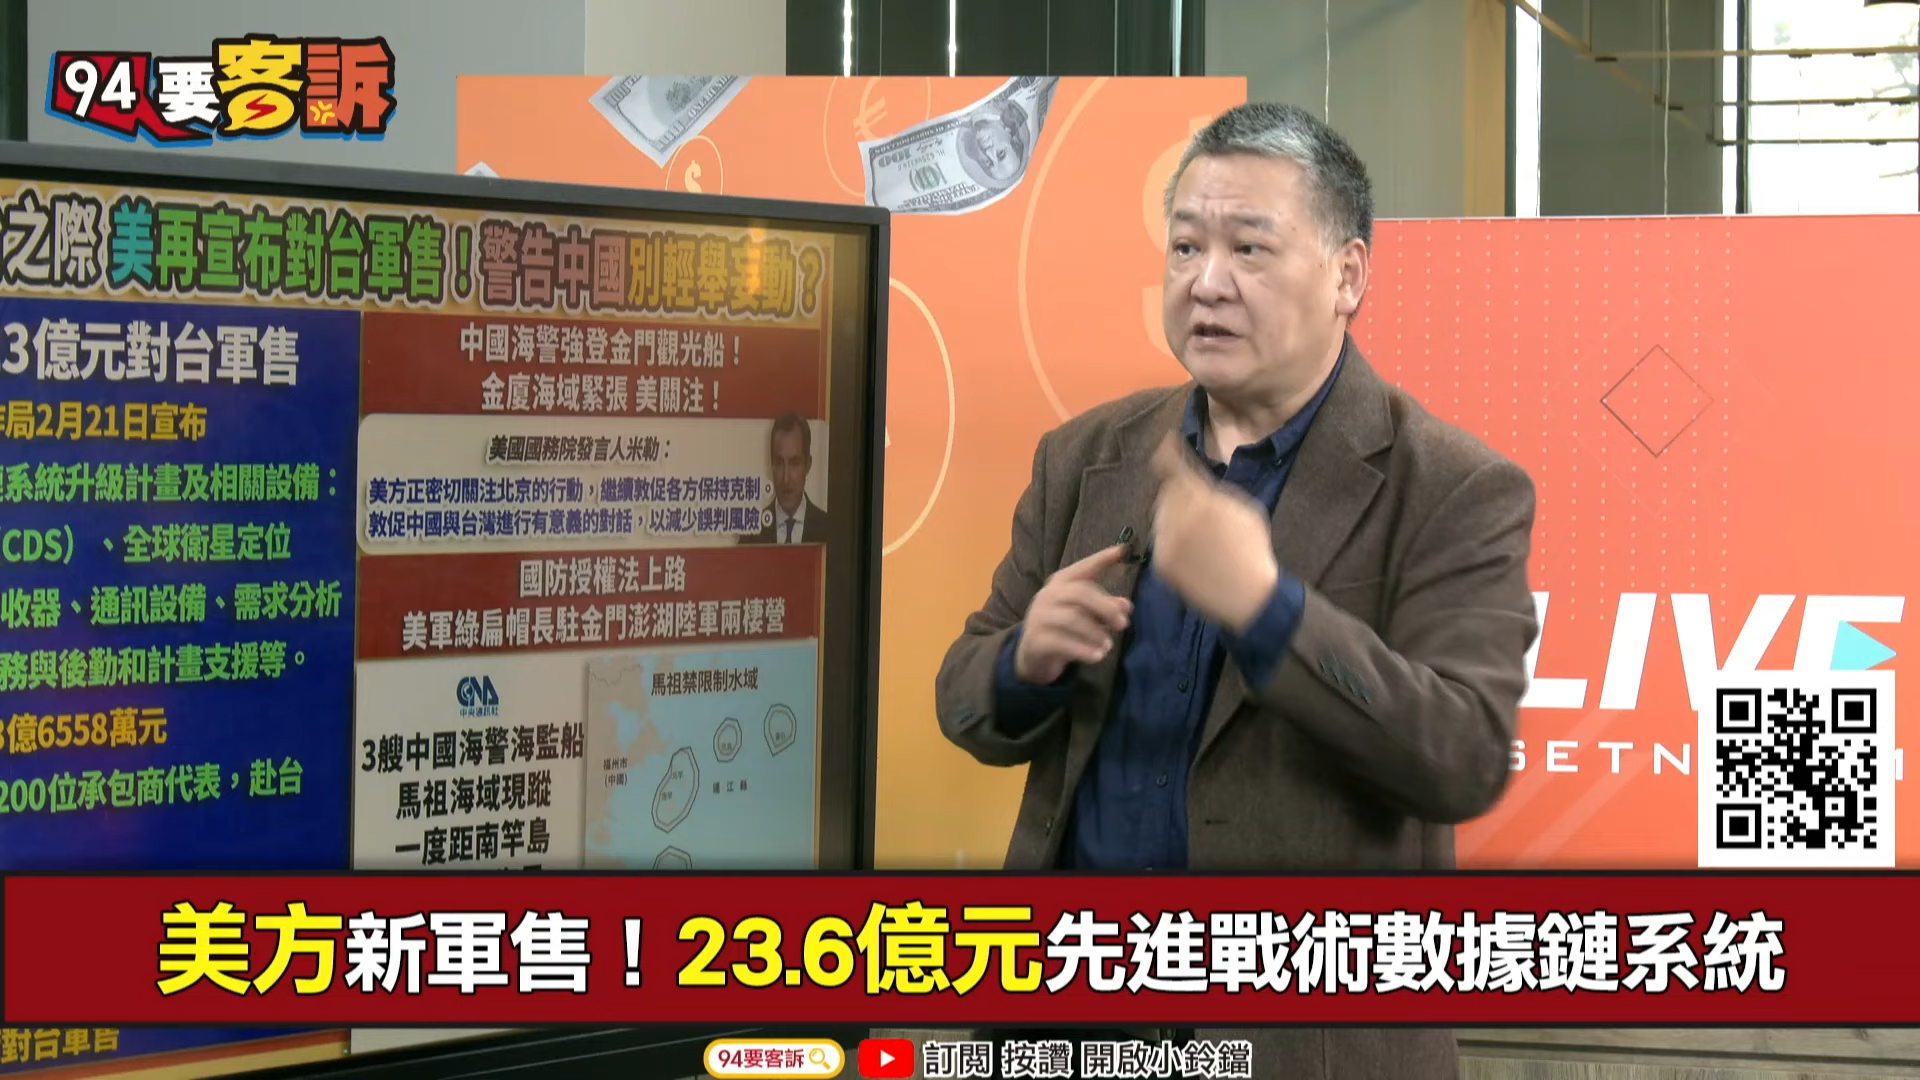 94要客訴
之際 美再宣布對台軍售！警告中國別輕舉妄動？
3億元對台軍售
局2月21日宣布
系統升級計畫及相關設備：
(CDS)、全球衛星定位
收器、通訊設備、需求分析
務與後勤和計畫支援等。
億6558萬元
200位承包商代表，赴台
對台軍售
中國海警強登金門觀光船！
金廈海域緊張 美關注！
美國國務院發言人米勒：
美方正密切關注北京的行動，繼續敦促各方保持克制。
敦促中國與台灣進行有意義的對話，以減少誤判風險。
國防授權法上路
美軍綠扁帽長駐金門澎湖陸軍兩棲營
CNA
中央通訊社
3艘中國海警海監船
馬祖海域現蹤
一度距南竿島
馬祖禁限制水域
福州市
(中國)
連江縣
LIVE
SETN
美方新軍售！23.6億元先進戰術數據鏈系統
94要客訴
訂閱 按讚 開啟小鈴鐺